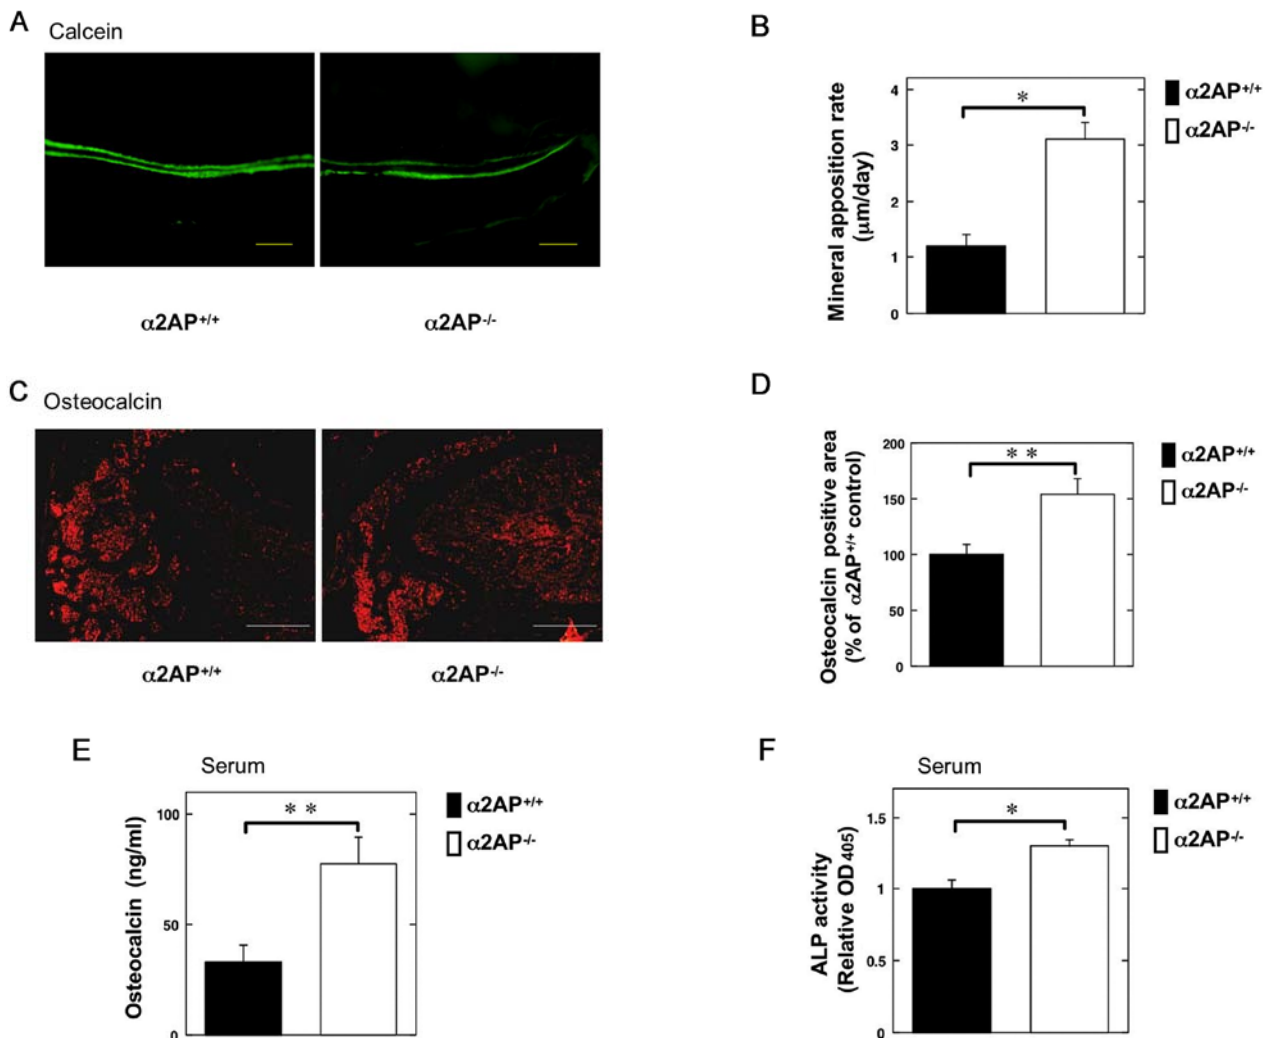 A
Calcein
α2AP+/+
α2AP-/-
B
Mineral apposition rate
(μm/day)
4
3
2
1
0
*
α2AP+/+
α2AP-/-
C
Osteocalcin
α2AP+/+
α2AP-/-
D
Osteocalcin positive area
(% of α2AP+/+ control)
200
150
100
50
0
* *
α2AP+/+
α2AP-/-
E
Serum
Osteocalcin (ng/ml)
100
50
0
* *
α2AP+/+
α2AP-/-
F
Serum
ALP activity
(Relative OD 405)
1.5
1
0.5
0
*
α2AP+/+
α2AP-/-